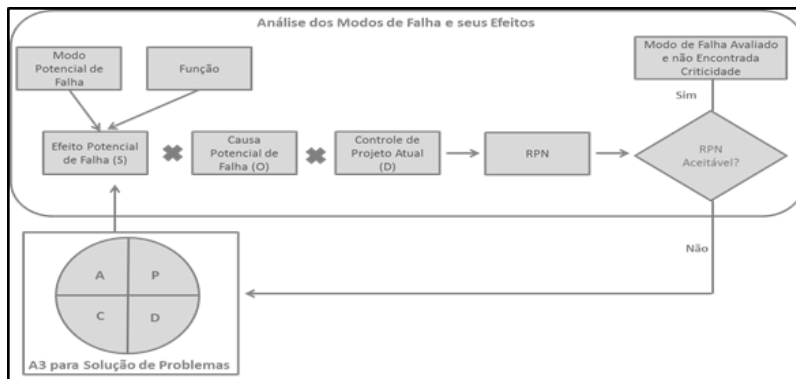 Análise dos Modos de Falha e seus Efeitos
Modo
Potencial de
Falha
Função
Modo de Falha Avaliado
e não Encontrada
Criticidade
Sim
Efeito Potencial
de Falha (S)
Causa
Potencial de
Falha (O)
Controle de
Projeto Atual
(D)
RPN
RPN
Aceitável?
Não
A P
C D
A3 para Solução de Problemas